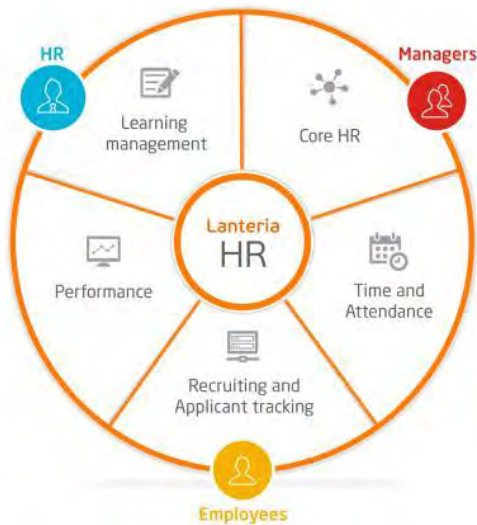 HR
Managers
Learning
management
Core HR
Lanteria
HR
Performance
Time and
Attendance
Recruiting and
Applicant tracking
Employees